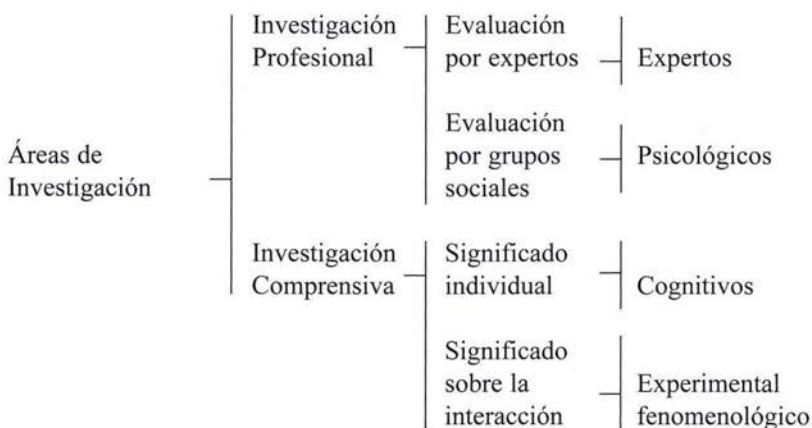 Áreas de
Investigación
Investigación
Profesional
Evaluación
por expertos
Expertos
Evaluación
por grupos
sociales
Psicológicos
Investigación
Comprensiva
Significado
individual
Cognitivos
Significado
sobre la
interacción
Experimental
fenomenológico